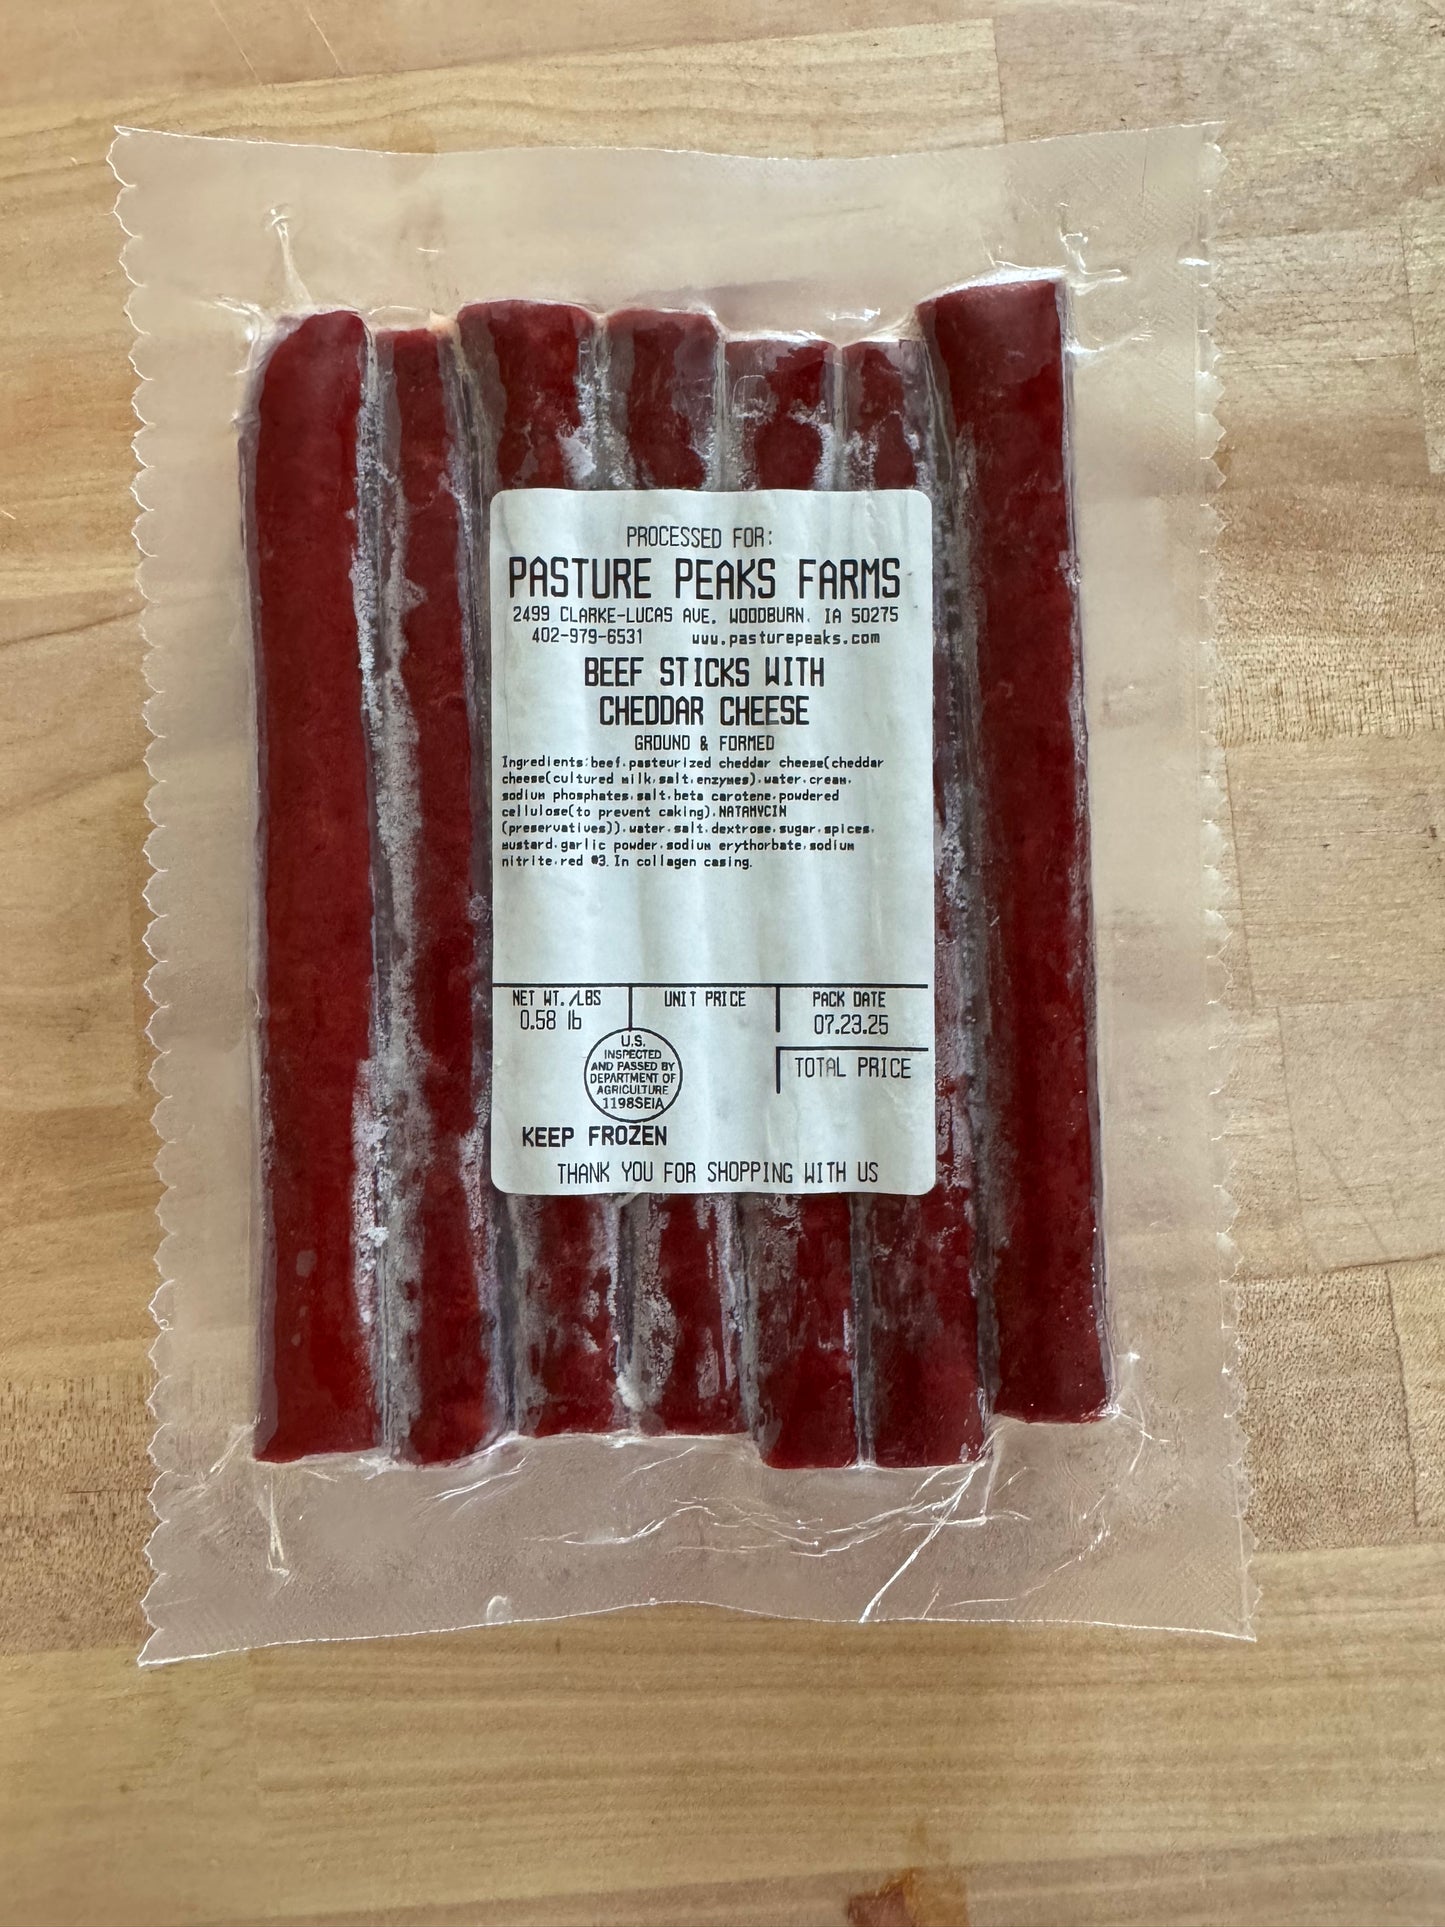 PROCESSED FOR:
PASTURE PEAKS FARMS
2499 CLARKE-LUCAS AVE. WOODBURN. IA 50275
402-979-6531 www.pasturepeaks.com
BEEF STICKS WITH
CHEDDAR CHEESE
GROUND & FORMED
Ingredients:beef,pasteurized cheddar cheese(cheddar
cheese(cultured milk,salt,enzymes),water,cream,
sodium phosphates,salt,beta carotene,powdered
cellulose(to prevent caking),NATAMYCIN
(preservatives)),water,salt,dextrose,sugar,spices,
mustard,garlic powder,sodium erythorbate,sodium
nitrite,red #3. In collagen casing.
NET WT./LBS UNIT PRICE PACK DATE
0.58 lb 07.23.25
TOTAL PRICE
U.S.
INSPECTED
AND PASSED BY
DEPARTMENT OF
AGRICULTURE
1198SEIA
KEEP FROZEN
THANK YOU FOR SHOPPING WITH US